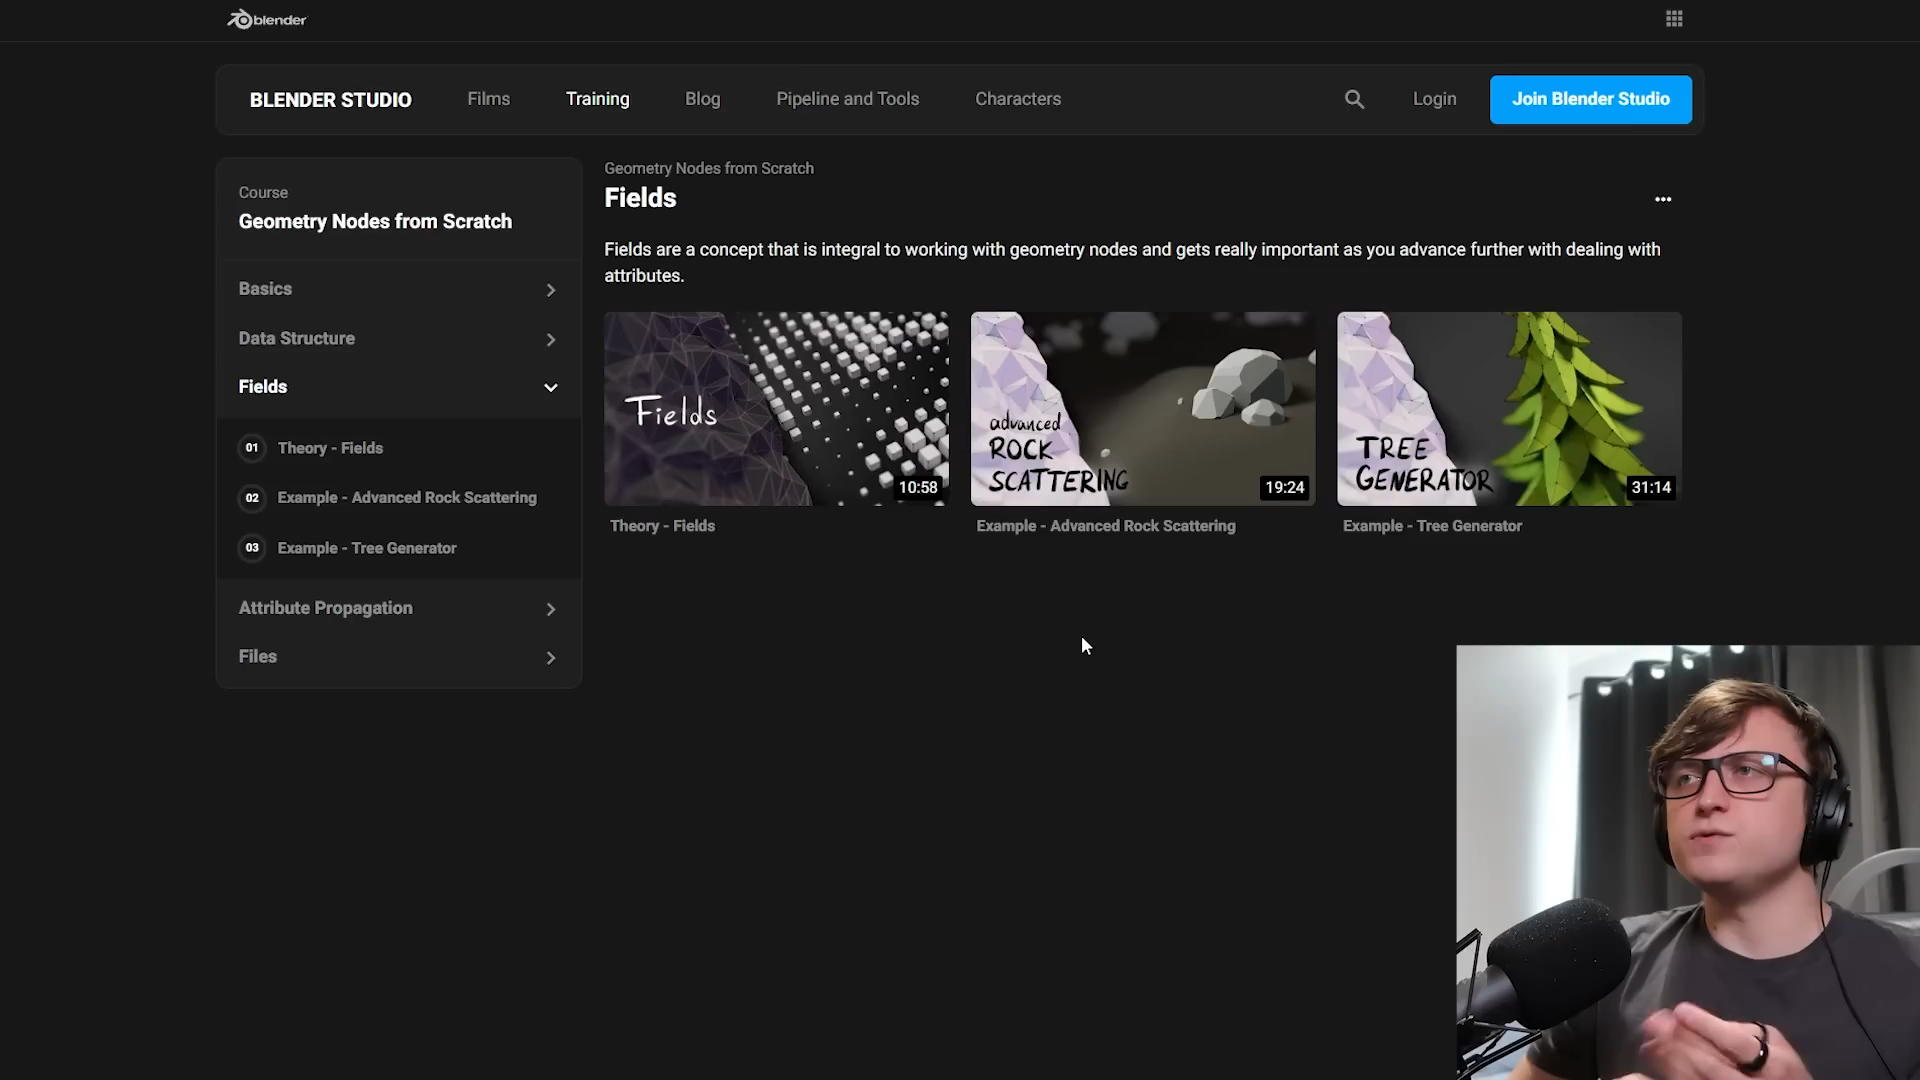 blender
BLENDER STUDIO
Films
Training
Blog
Pipeline and Tools
Characters
Login
Join Blender Studio
Course
Geometry Nodes from Scratch
Basics
Data Structure
Fields
01 Theory - Fields
02 Example - Advanced Rock Scattering
03 Example - Tree Generator
Attribute Propagation
Files
Geometry Nodes from Scratch
Fields
Fields are a concept that is integral to working with geometry nodes and gets really important as you advance further with dealing with
attributes.
Fields
10:58
Theory - Fields
advanced
ROCK
SCATTERING
19:24
Example - Advanced Rock Scattering
TREE
GENERATOR
31:14
Example - Tree Generator